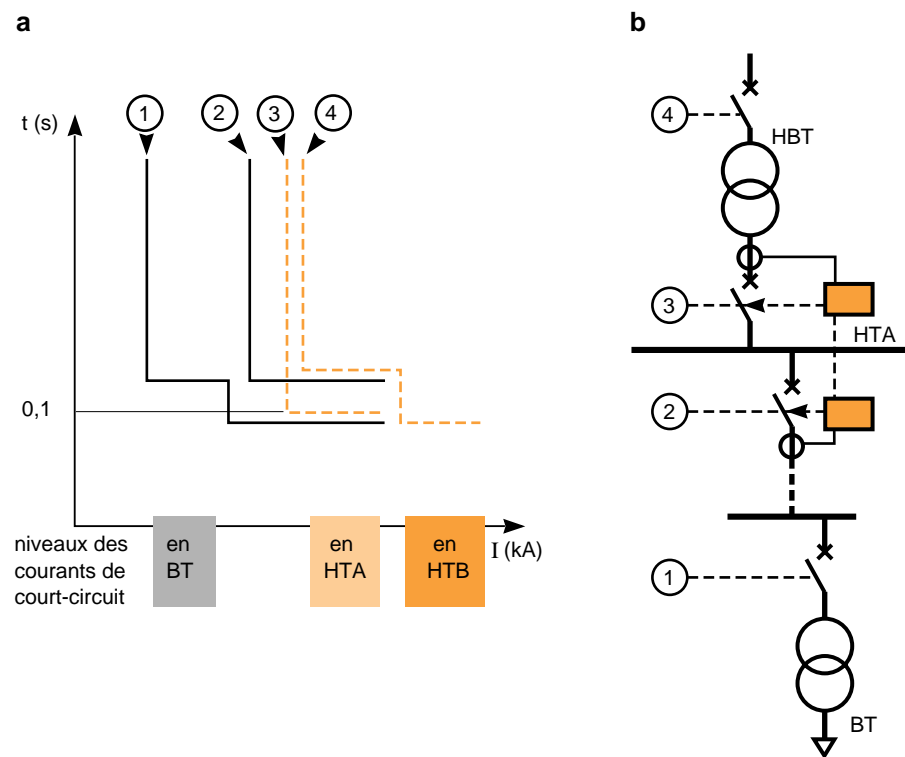 a
b
1
2
3
4
t (s)
0,1
niveaux des
courants de
court-circuit
en
BT
en
HTA
en
HTB
I (kA)
4
HBT
3
HTA
2
1
BT